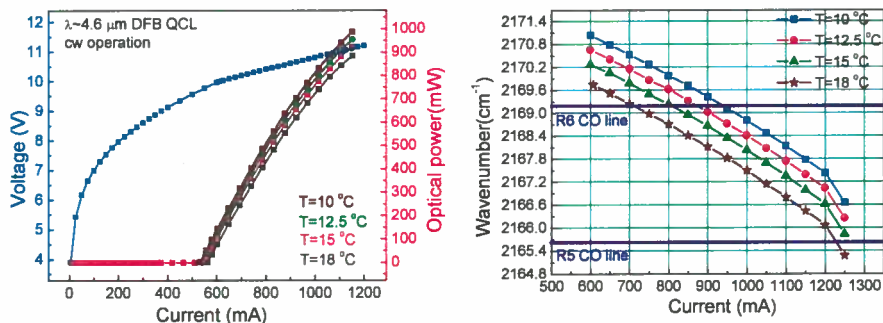 λ~4.6 μm DFB QCL
cw operation
T=10 °C
T=12.5 °C
T=15 °C
T=18 °C
12
11
10
9
8
7
6
5
4
Voltage (V)
0
200
400
600
800
1000
1200
Current (mA)
1000
900
800
700
600
500
400
300
200
100
0
Optical power(mW)
2171.4
2170.8
2170.2
2169.6
2169.0
2168.4
2167.8
2167.2
2166.6
2166.0
2165.4
2164.8
Wavenumber(cm⁻¹)
T=10 °C
T=12.5 °C
T=15 °C
T=18 °C
R6 CO line
R5 CO line
500
600
700
800
900
1000
1100
1200
1300
Current (mA)